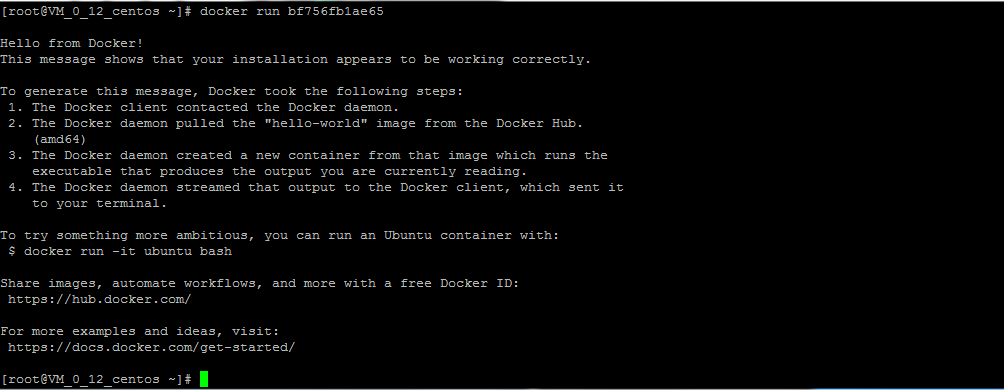 [root@VM_0_12_centos ~]# docker run bf756fb1ae65
Hello from Docker!
This message shows that your installation appears to be working correctly.
To generate this message, Docker took the following steps:
1. The Docker client contacted the Docker daemon.
2. The Docker daemon pulled the "hello-world" image from the Docker Hub.
(amd64)
3. The Docker daemon created a new container from that image which runs the
executable that produces the output you are currently reading.
4. The Docker daemon streamed that output to the Docker client, which sent it
to your terminal.
To try something more ambitious, you can run an Ubuntu container with:
$ docker run -it ubuntu bash
Share images, automate workflows, and more with a free Docker ID:
https://hub.docker.com/
For more examples and ideas, visit:
https://docs.docker.com/get-started/
[root@VM_0_12_centos ~]#